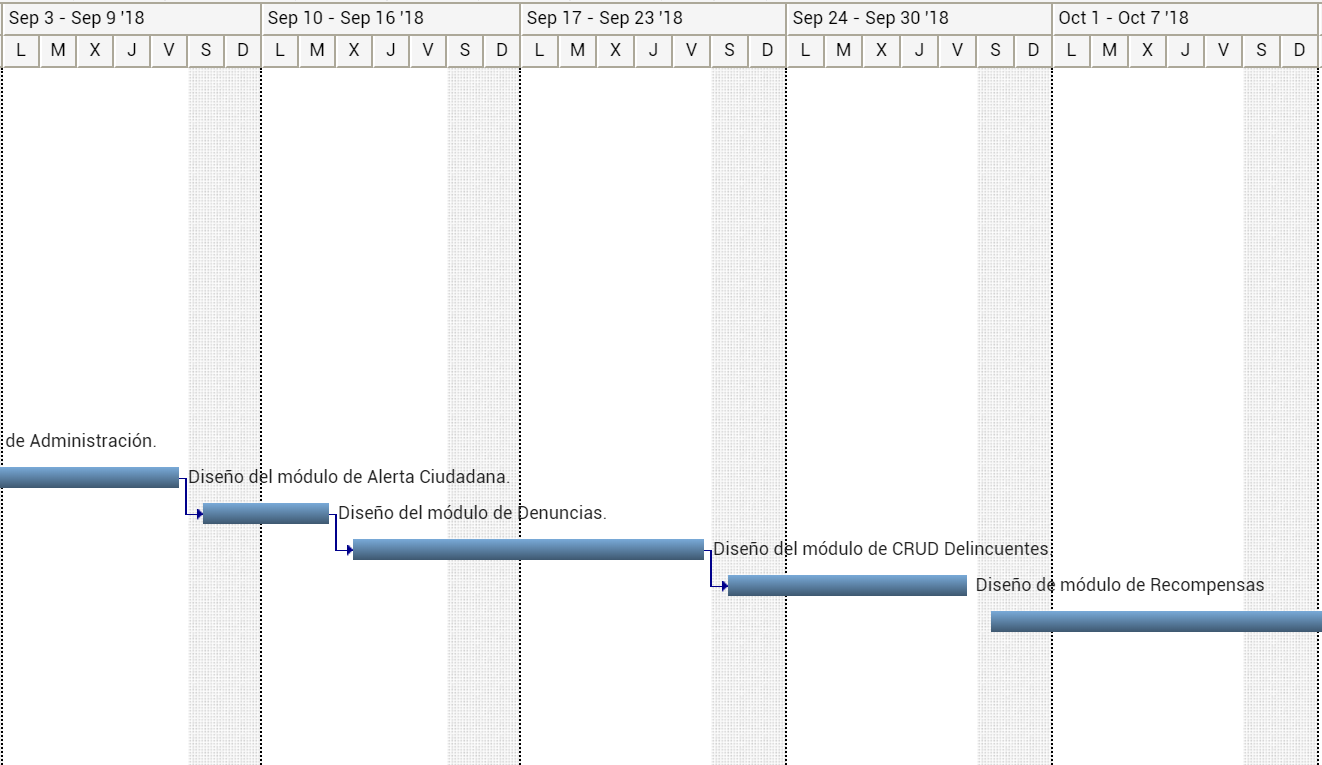 Sep 3 - Sep 9 '18 Sep 10 - Sep 16 '18 Sep 17 - Sep 23 '18 Sep 24 - Sep 30 '18 Oct 1 - Oct 7 '18
L M X J V S D L M X J V S D L M X J V S D L M X J V S D L M X J V S D
de Administración.
Diseño del módulo de Alerta Ciudadana.
Diseño del módulo de Denuncias.
Diseño del módulo de CRUD Delincuentes
Diseño de módulo de Recompensas